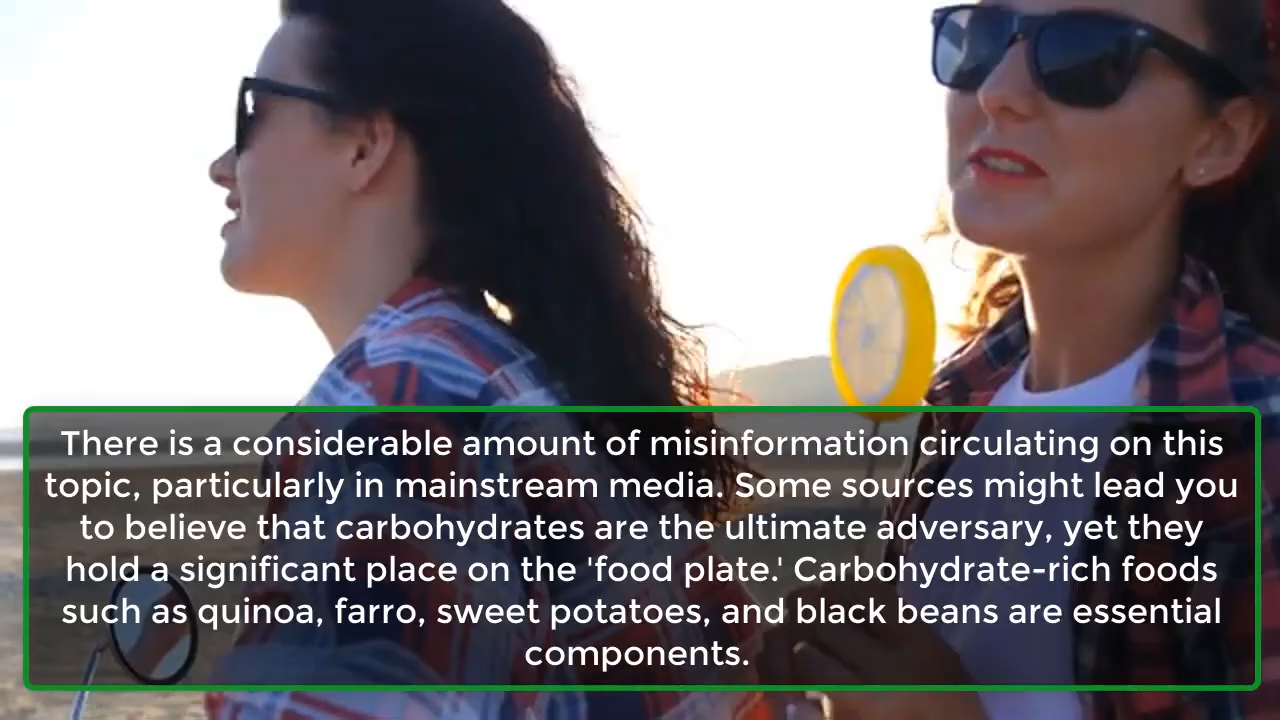 There is a considerable amount of misinformation circulating on this
topic, particularly in mainstream media. Some sources might lead you
to believe that carbohydrates are the ultimate adversary, yet they
hold a significant place on the 'food plate.' Carbohydrate-rich foods
such as quinoa, farro, sweet potatoes, and black beans are essential
components.